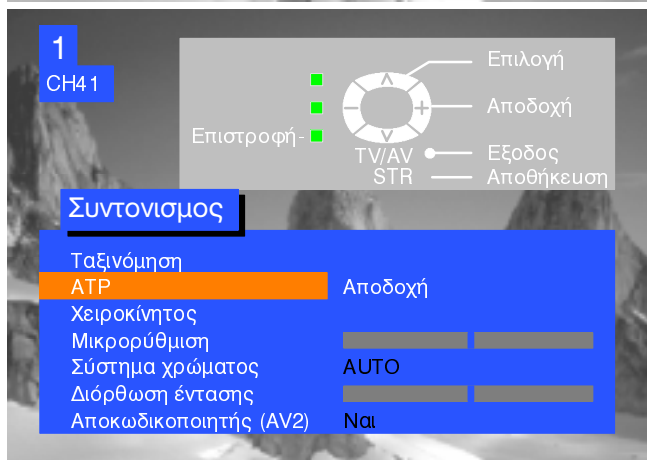 1
CH41
Επιλογή
Αποδοχή
Επιστροφή-
TV/AV Εξοδος
STR Αποθήκευση
Συντονισμος
Ταξινόμηση
ATP Αποδοχή
Χειροκίνητος
Μικρορύθμιση
Σύστημα χρώματος AUTO
Διόρθωση έντασης
Αποκωδικοποιητής (AV2) Ναι